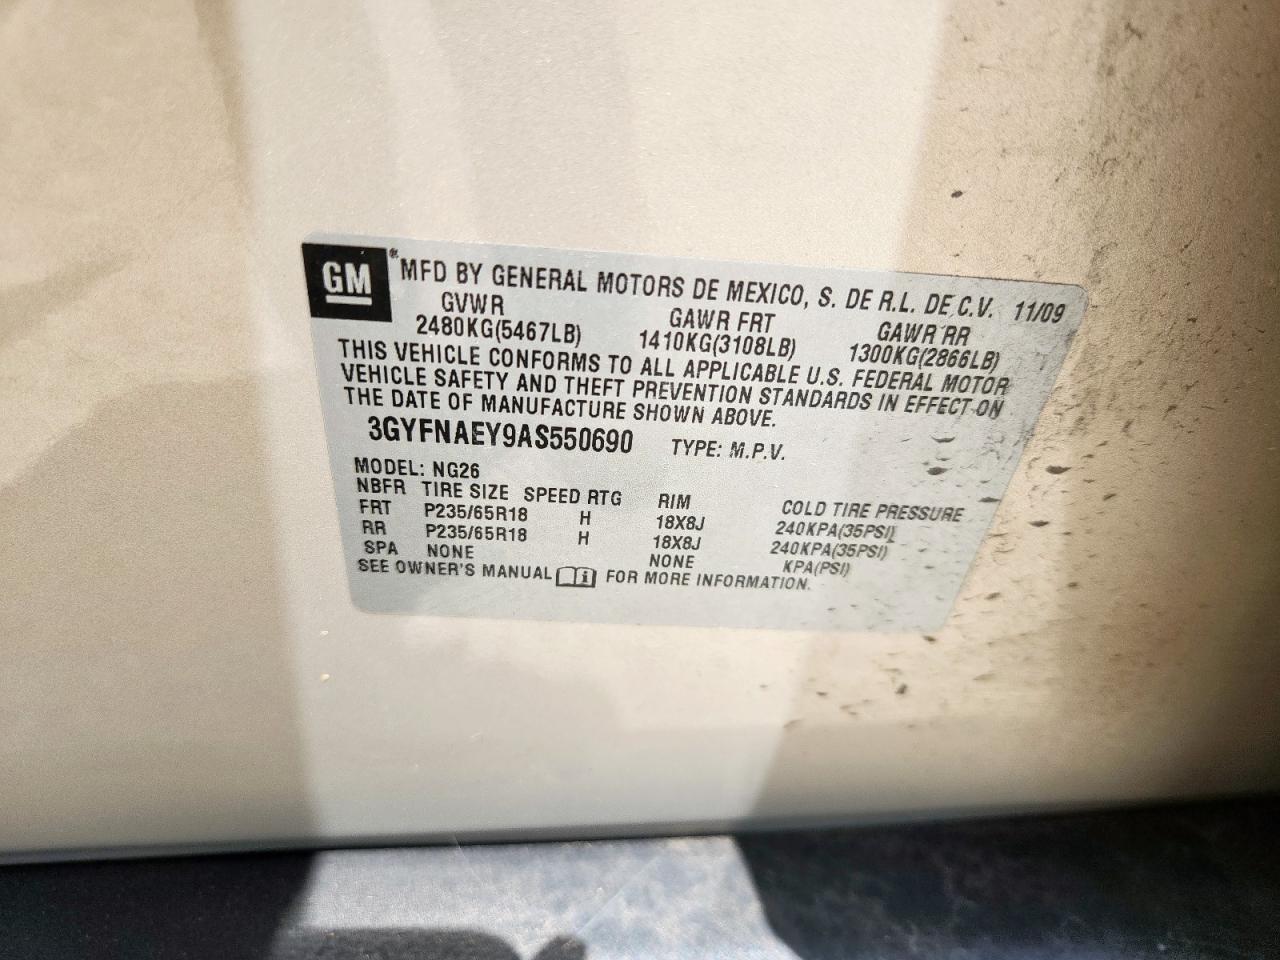 GM ® MFD BY GENERAL MOTORS DE MEXICO, S. DE R.L. DE C.V. 11/09
GVWR GAWR FRT GAWR RR
2480KG(5467LB) 1410KG(3108LB) 1300KG(2866LB)
THIS VEHICLE CONFORMS TO ALL APPLICABLE U.S. FEDERAL MOTOR
VEHICLE SAFETY AND THEFT PREVENTION STANDARDS IN EFFECT ON
THE DATE OF MANUFACTURE SHOWN ABOVE.
3GYFNAEY9AS550690 TYPE: M.P.V.
MODEL: NG26
NBFR TIRE SIZE SPEED RTG RIM COLD TIRE PRESSURE
FRT P235/65R18 H 18X8J 240KPA(35PSI)
RR P235/65R18 H 18X8J 240KPA(35PSI)
SPA NONE NONE KPA(PSI)
SEE OWNER'S MANUAL i FOR MORE INFORMATION.